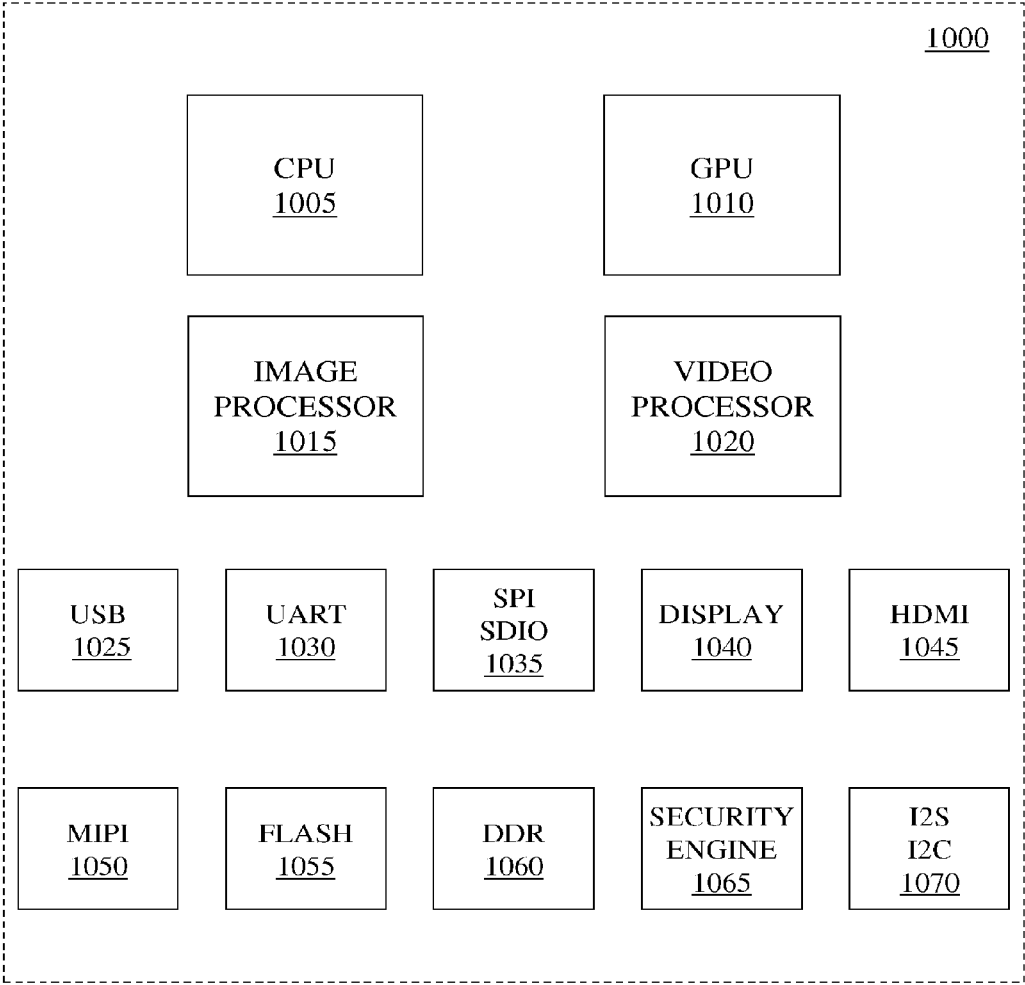 1000
CPU
1005
GPU
1010
IMAGE
PROCESSOR
1015
VIDEO
PROCESSOR
1020
USB
1025
UART
1030
SPI
SDIO
1035
DISPLAY
1040
HDMI
1045
MIPI
1050
FLASH
1055
DDR
1060
SECURITY
ENGINE
1065
I2S
I2C
1070